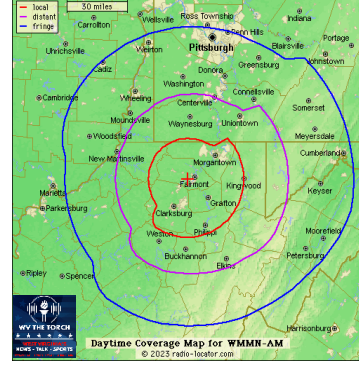 local
distant
fringe
30 miles
Carrollton
Wellsville
Ross Township
Penn Hills
Indiana
Pittsburgh
Blairsville
Portage
Uhrichsville
Weirton
Greensburg
Johnstown
Cadiz
Donora
Washington
Cambridge
Wheeling
Centerville
Connellsville
Somerset
Moundsville
Waynesburg
Uniontown
Woodsfield
Meyersdale
New Martinsville
Morgantown
Cumberland
Fairmont
Kingwood
Keyser
Marietta
Parkersburg
Clarksburg
Grafton
Philippi
Moorefield
Weston
Buckhannon
Petersburg
Ripley
Spencer
Elkins
Harrisonburg
WV THE TORCH
NEWS - TALK - SPORTS
Daytime Coverage Map for WMMN-AM
© 2023 radio-locator.com